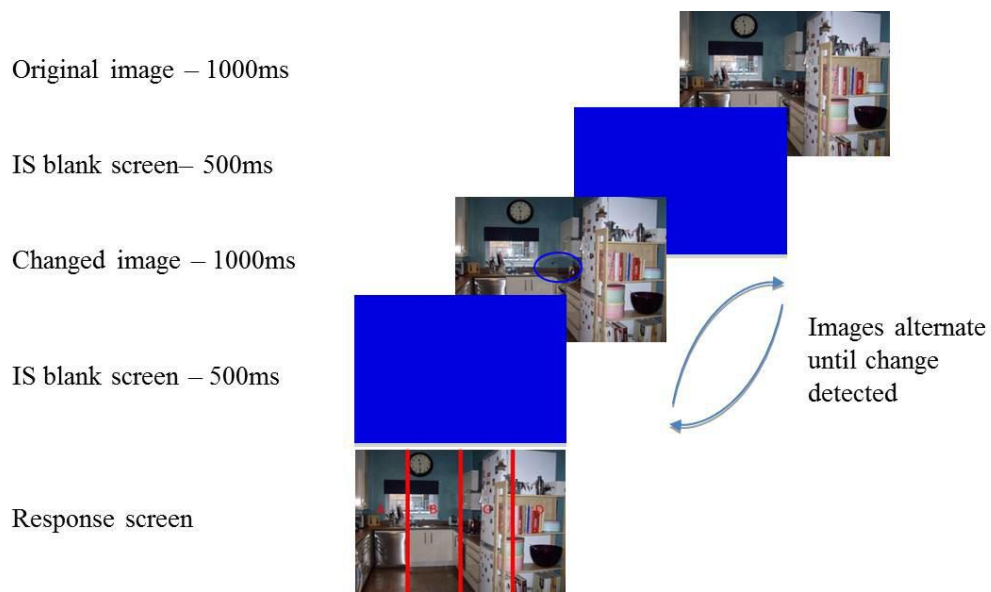 Original image – 1000ms
IS blank screen– 500ms
Changed image – 1000ms
IS blank screen – 500ms
Images alternate
until change
detected
Response screen
A B C D